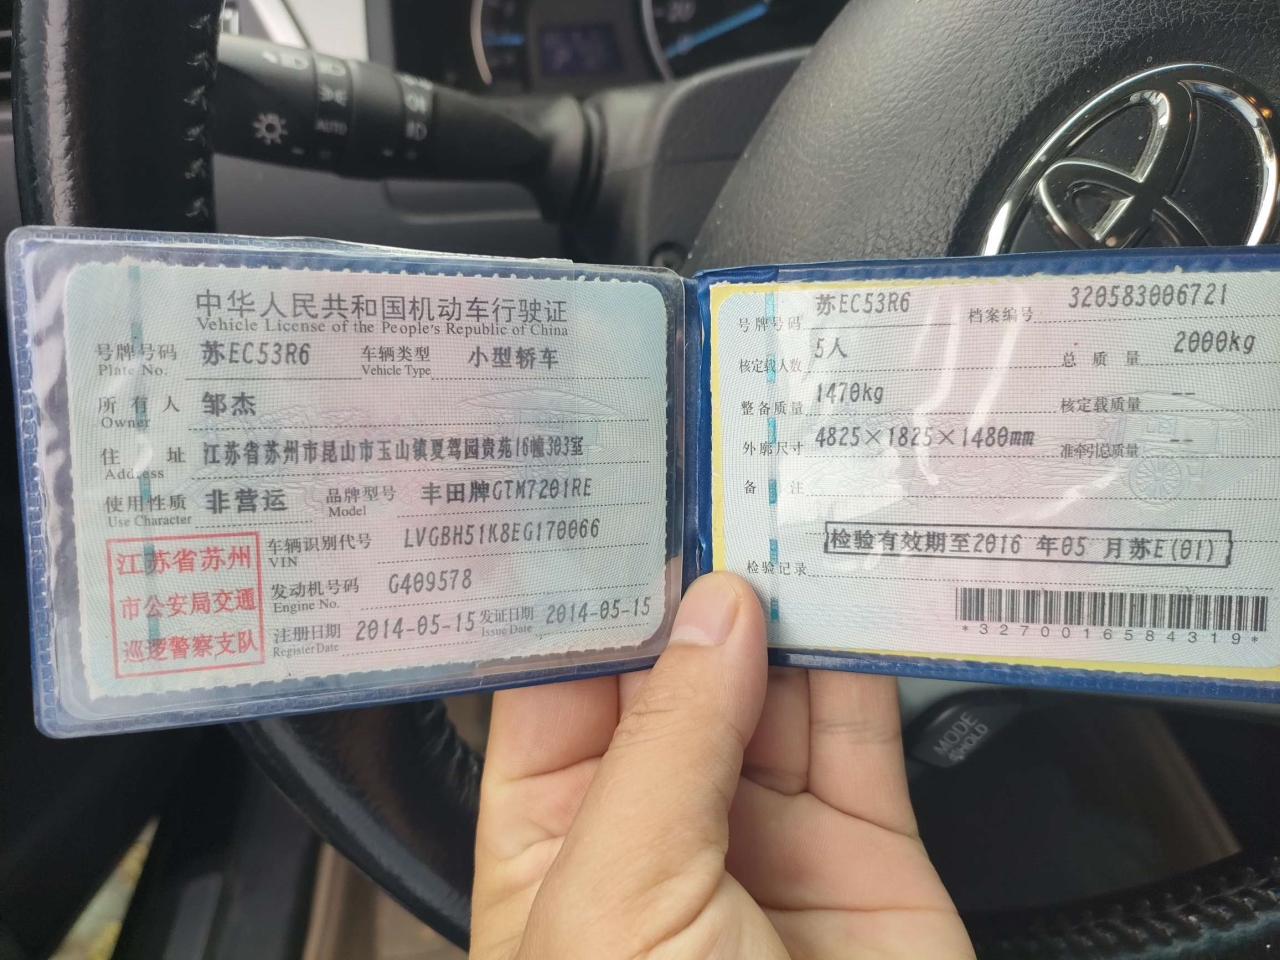 中华人民共和国机动车行驶证
Vehicle License of the People's Republic of China
号牌号码 苏EC53R6 车辆类型 小型轿车
Plate No. Vehicle Type
所有人 邹杰
Owner
住址 江苏省苏州市昆山市玉山镇夏驾园贵苑16幢303室
Address
使用性质 非营运 品牌型号 丰田牌GTM7201RE
Use Character Model
江苏省苏州
市公安局交通
巡逻警察支队
车辆识别代号 LVGBH51K8EG170066
VIN
发动机号码 G409578
Engine No.
注册日期 2014-05-15 发证日期 2014-05-15
Register Date Issue Date
号牌号码 苏EC53R6 档案编号 320583006721
核定载人数 5人 总质量 2000kg
整备质量 1470kg 核定载质量 --
外廓尺寸 4825×1825×1480mm 准牵引总质量 --
备注
检验有效期至2016 年05 月苏E(01)
检验记录
*3270016584319*
AUTO
ON
MODE
HOLD